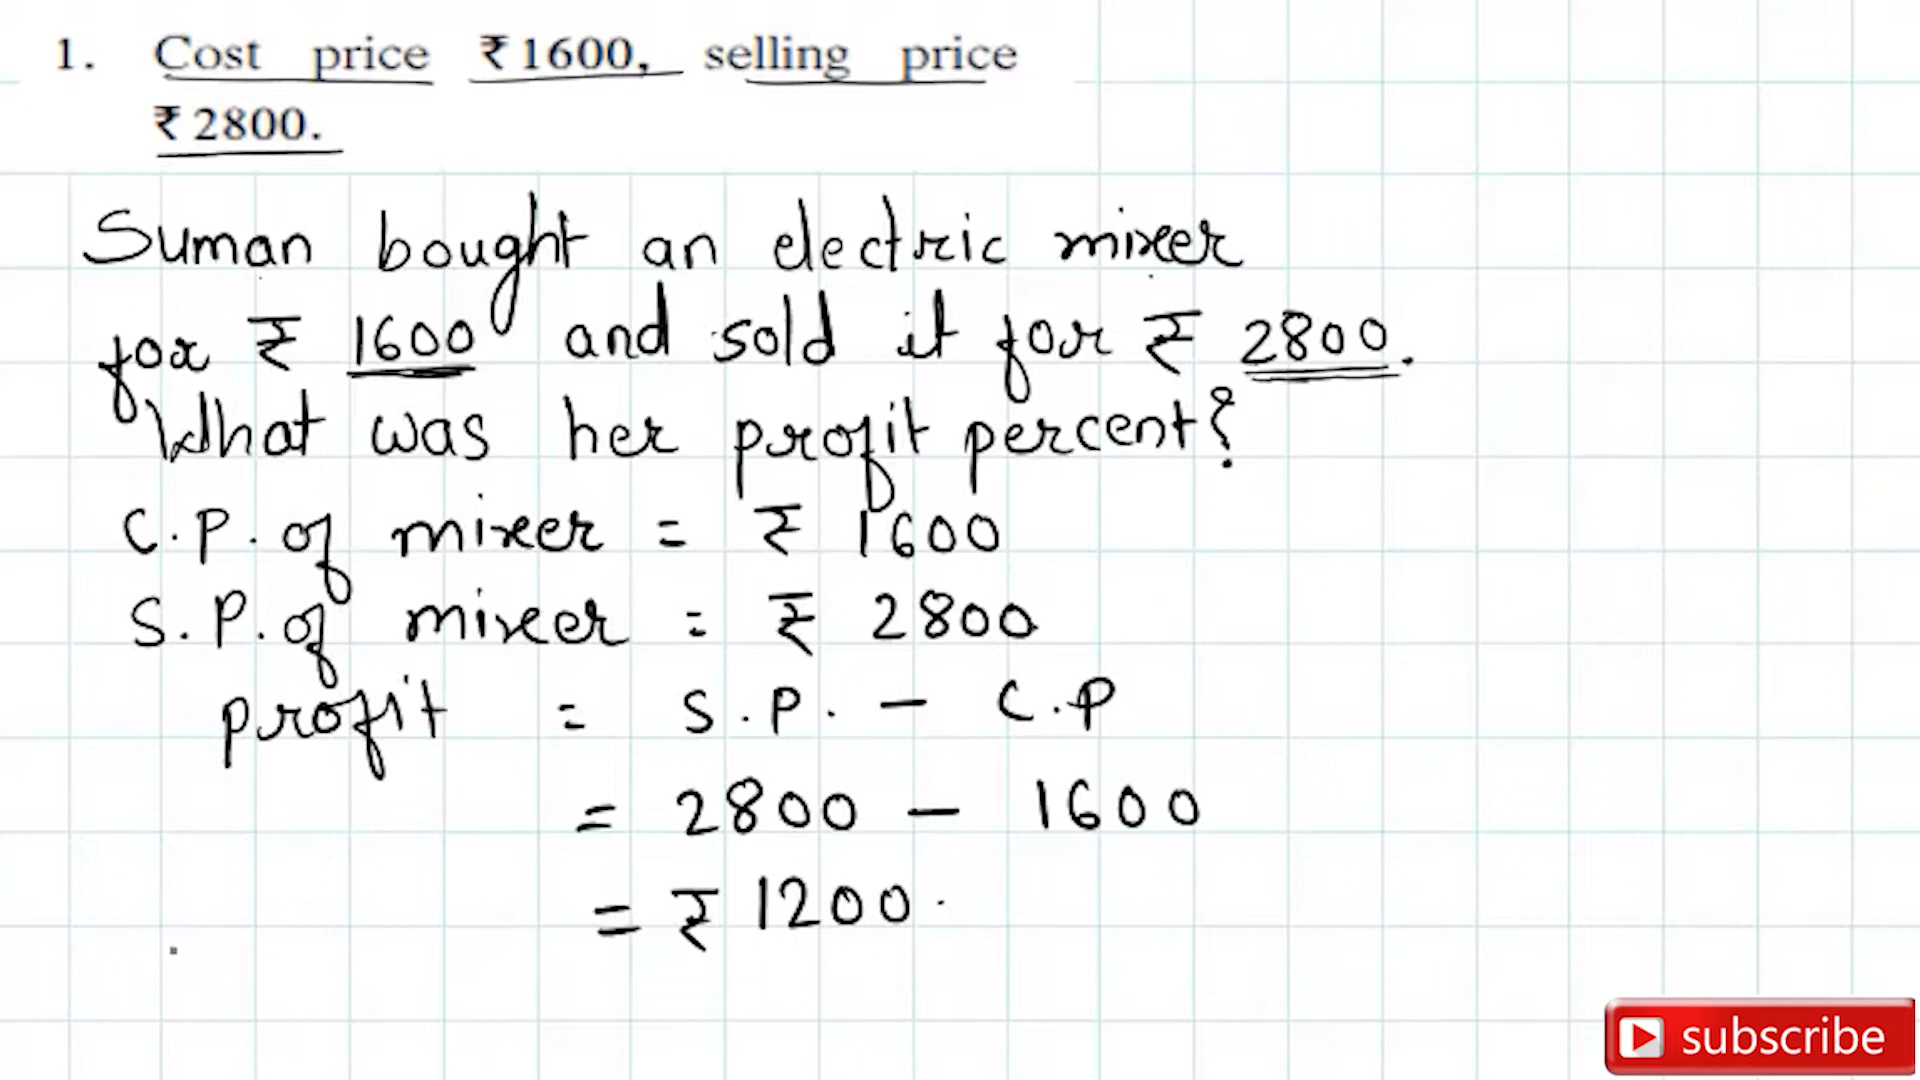 1. Cost price ₹1600, selling price
₹2800.
Suman bought an electric mixer
for ₹ 1600 and sold it for ₹ 2800.
What was her profit percent?
C.P. of mixer = ₹ 1600
S.P. of mixer = ₹ 2800
profit = S.P. - C.P
= 2800 - 1600
= ₹ 1200.
subscribe